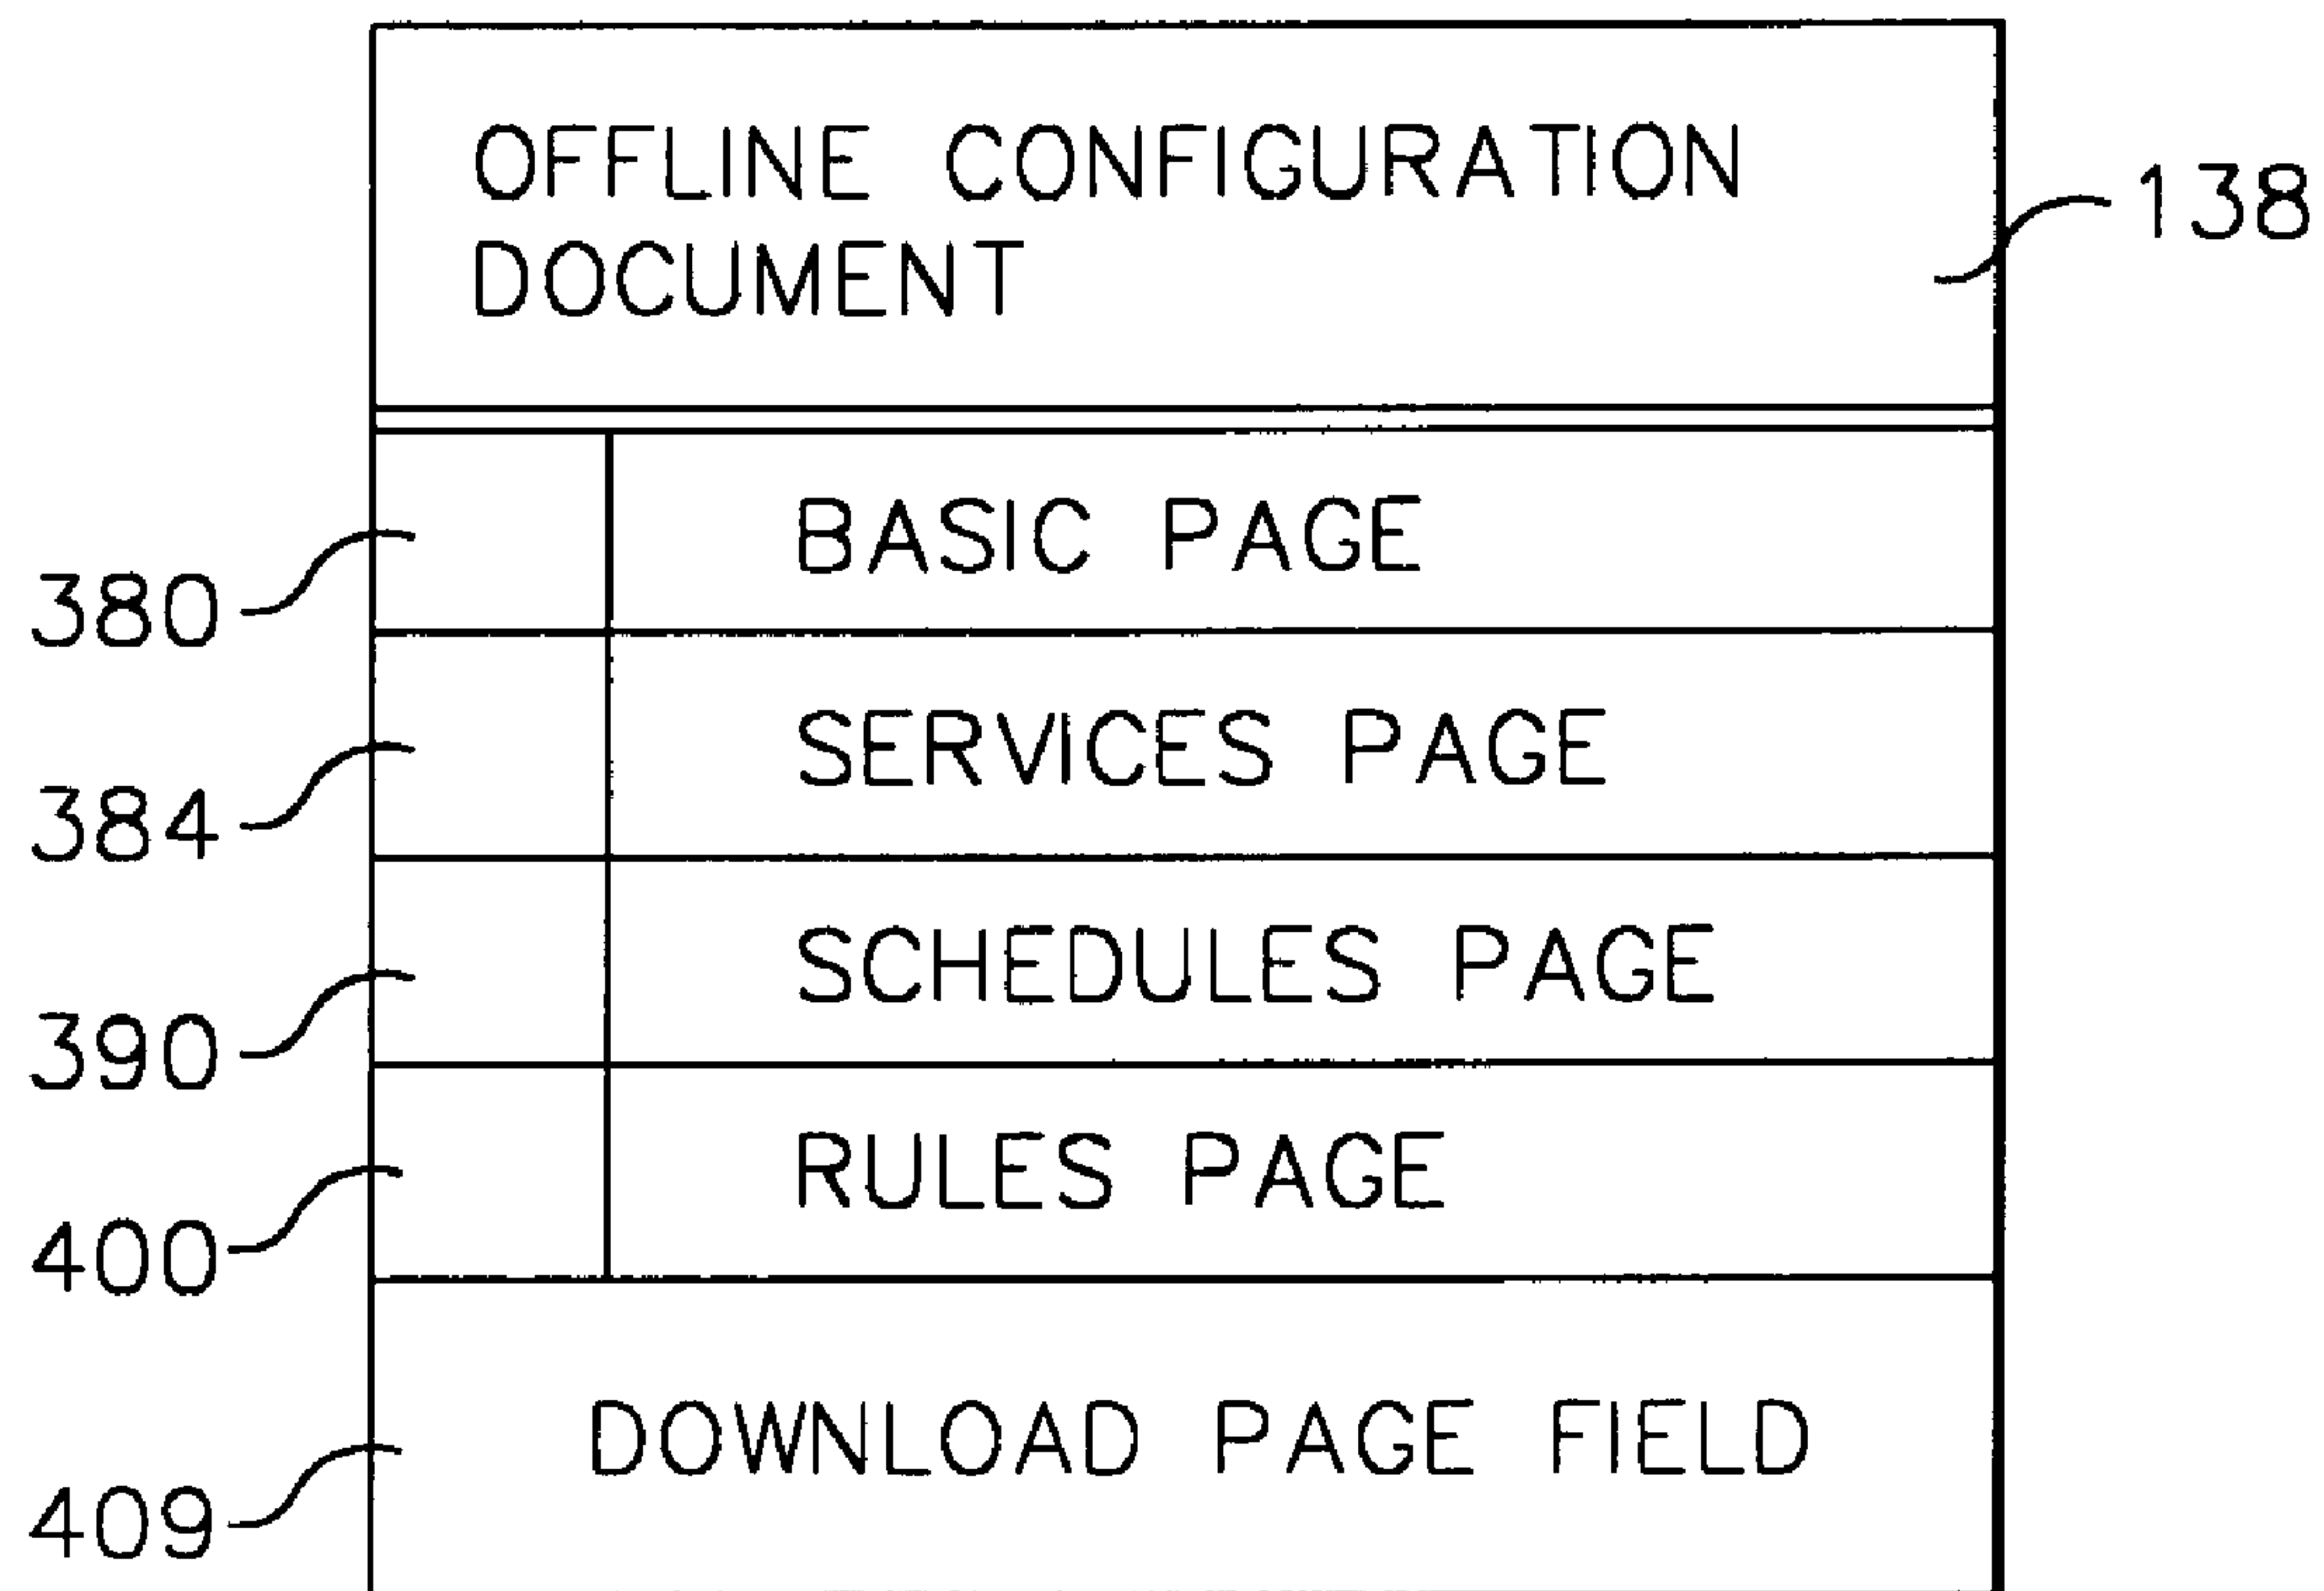 OFFLINE CONFIGURATION
DOCUMENT
138
BASIC PAGE
380
SERVICES PAGE
384
SCHEDULES PAGE
390
RULES PAGE
400
DOWNLOAD PAGE FIELD
409